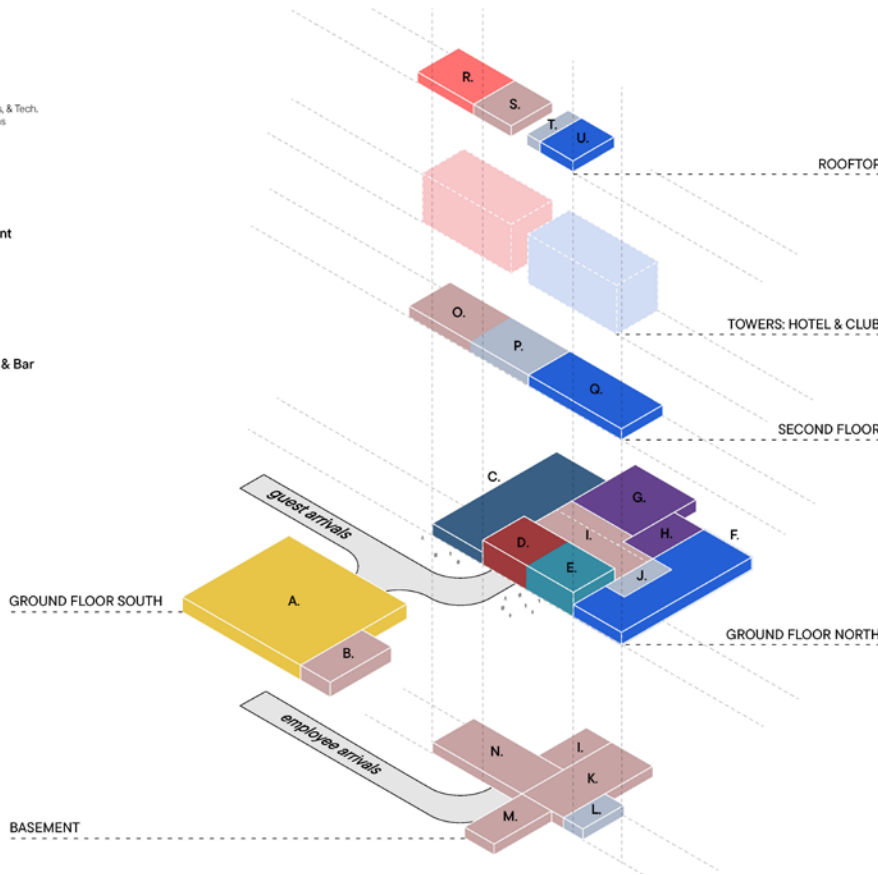 R.
S.
, & Tech.
T.
U.
s
ROOFTOP
nt
TOWERS: HOTEL & CLUB
O.
P.
& Bar
Q.
SECOND FLOOR
C.
guest arrivals
G.
D.
I.
H.
F.
E.
J.
A.
GROUND FLOOR SOUTH
GROUND FLOOR NORTH
B.
employee arrivals
N.
I.
K.
M.
L.
BASEMENT